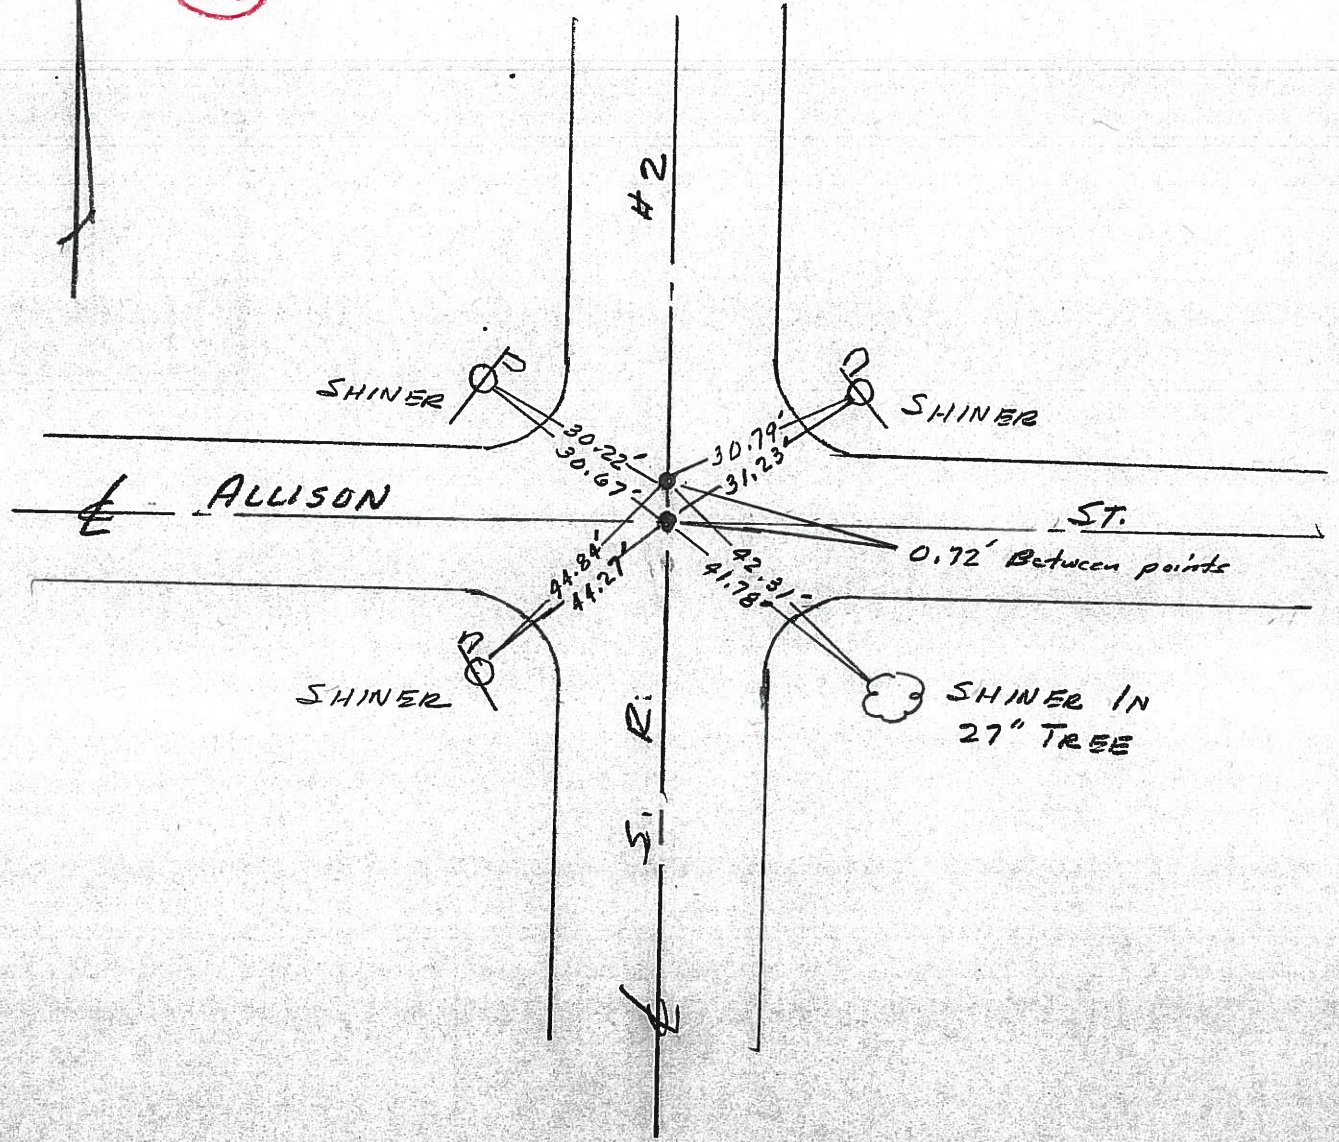 # 2
SHINER
SHINER
30.22'
30.67'
30.79'
31.23'
℄ ALLISON ST.
0.72' Between points
44.84'
44.27'
42.31'
41.78'
SHINER
SHINER IN
27" TREE
S. R.
℄